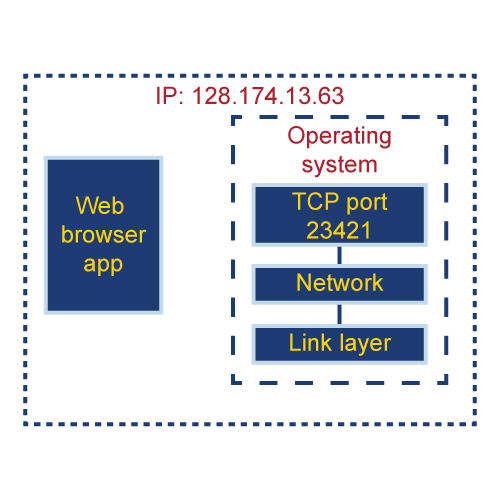 IP: 128.174.13.63
Operating
system
Web
browser
app
TCP port
23421
Network
Link layer